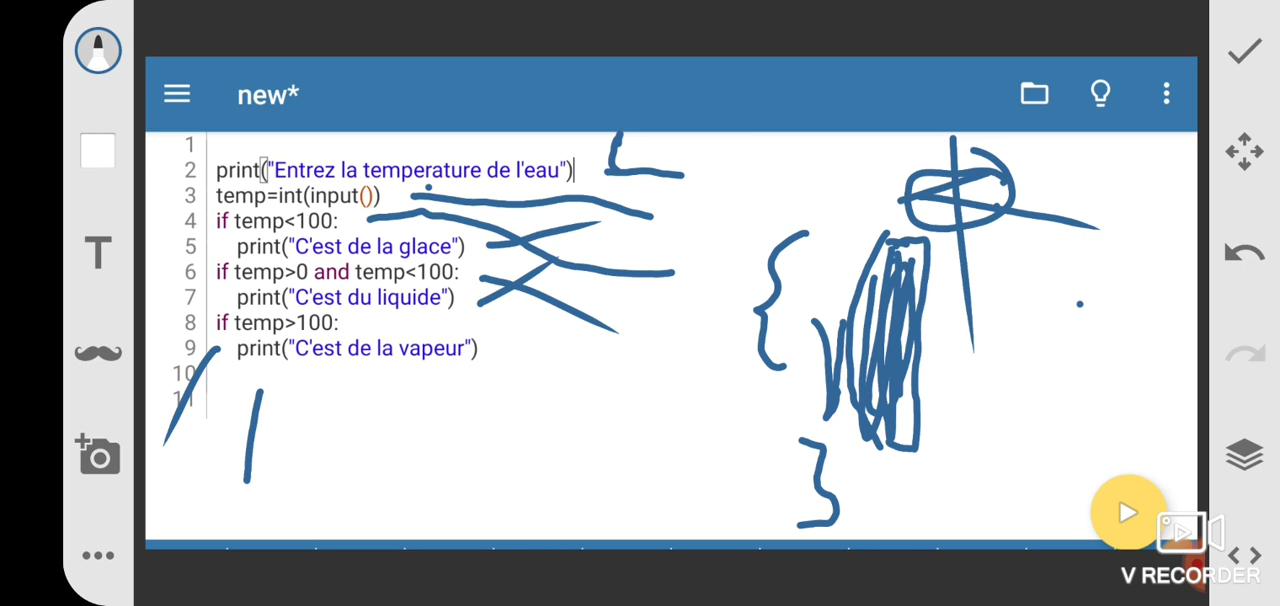 new*
1
2 print("Entrez la temperature de l'eau")
3 temp=int(input())
4 if temp<100:
5 print("C'est de la glace")
6 if temp>0 and temp<100:
7 print("C'est du liquide")
8 if temp>100:
9 print("C'est de la vapeur")
10
11
T
V RECORDER